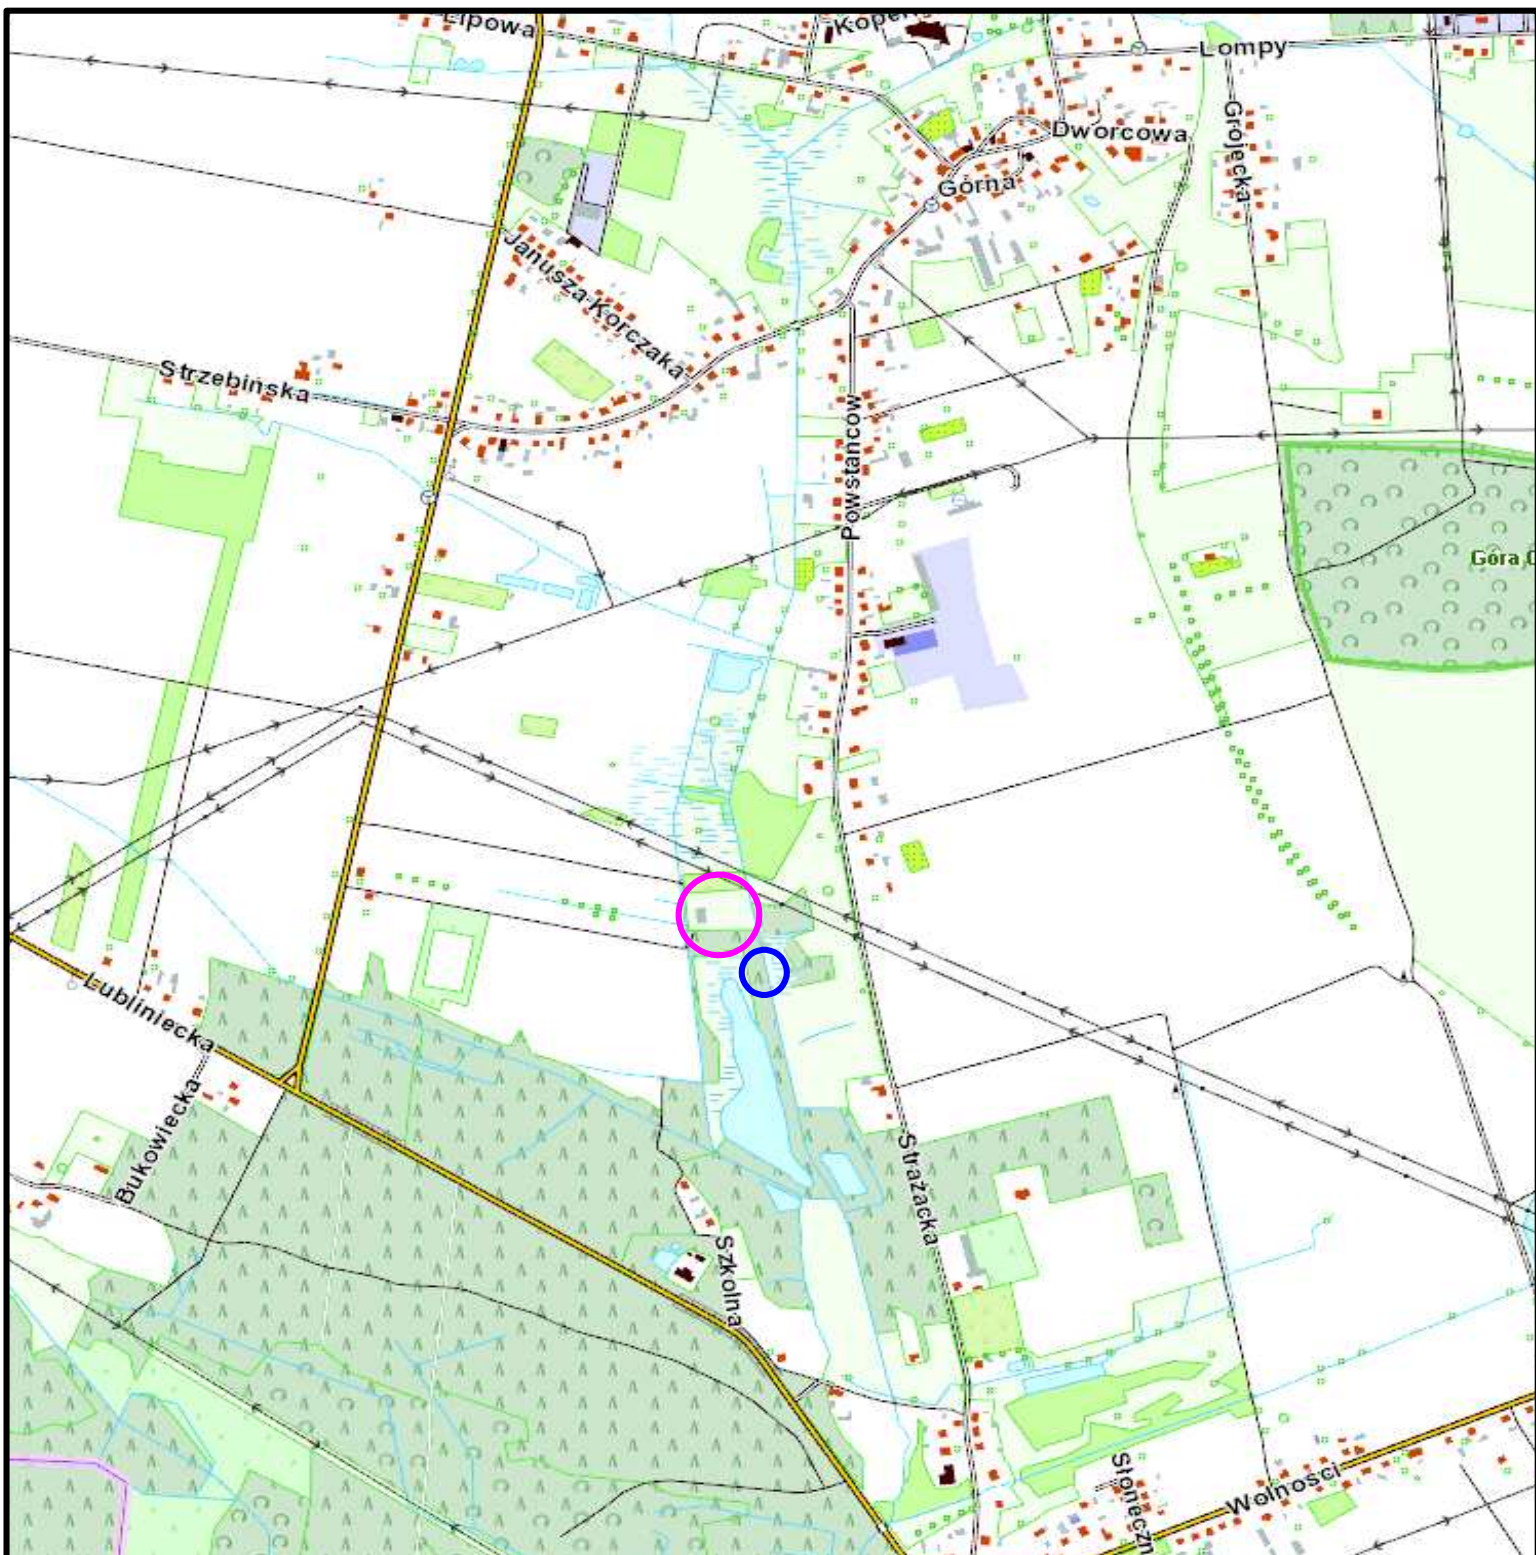 Lipowa
Lompy
Dworcowa
Grójecka
Górna
Janusza Korczaka
Strzebińska
Powstańców
Lubliniecka
Bukowiecka
Strażacka
Szkolna
Wolności